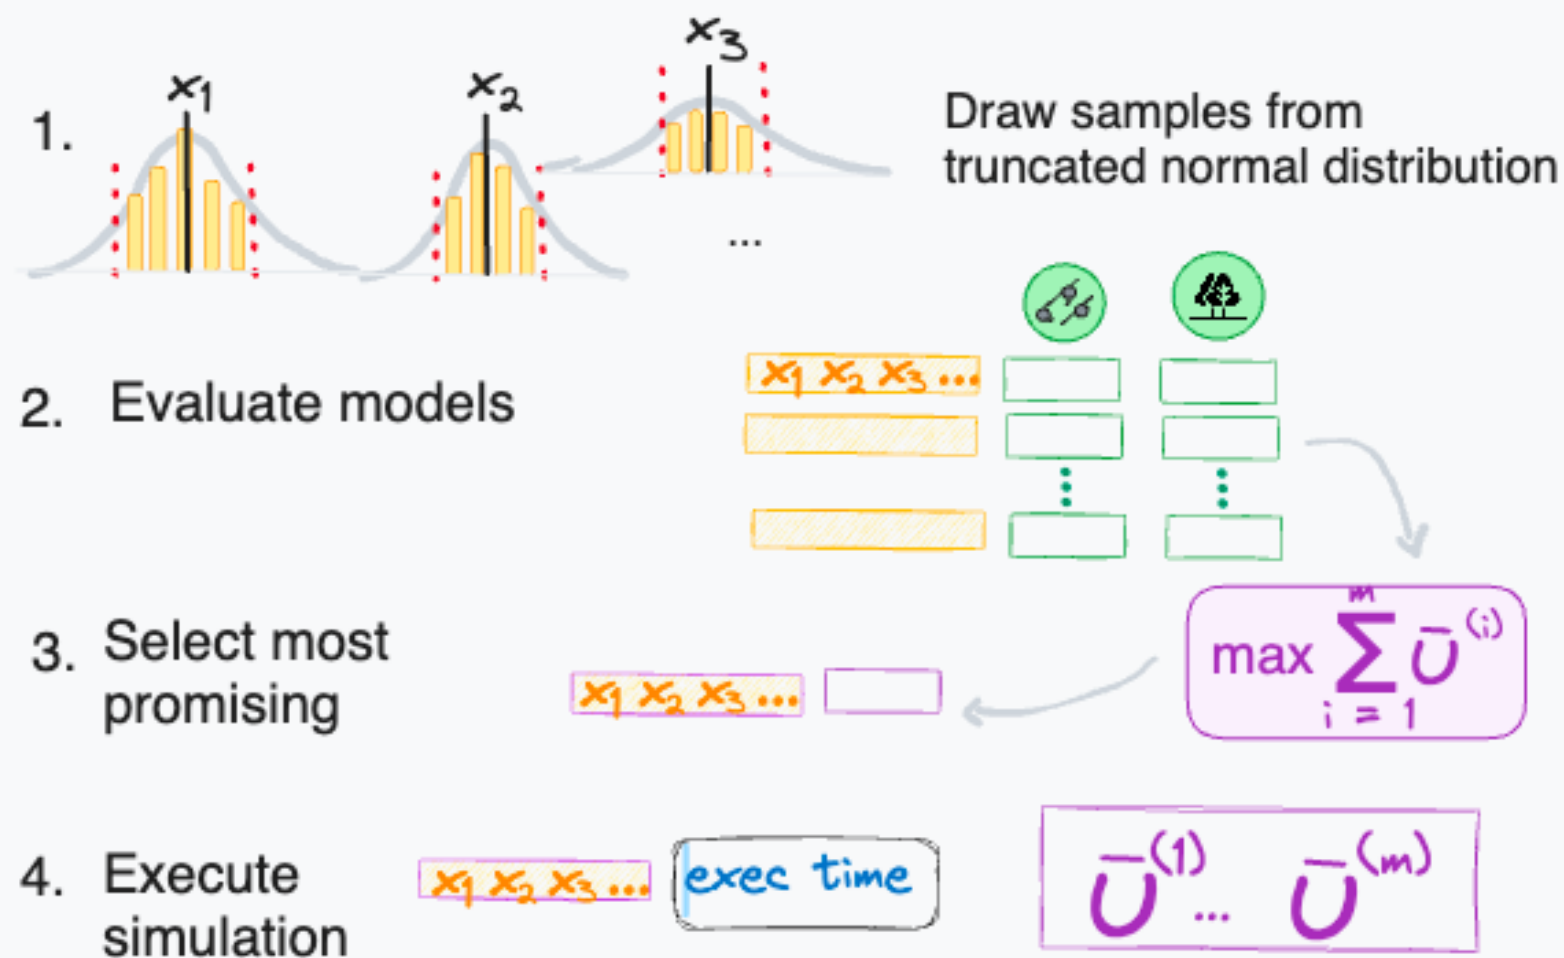 x₁
x₂
x₃
1.
Draw samples from
truncated normal distribution
...
2. Evaluate models
x₁ x₂ x₃ ...
3. Select most
promising
x₁ x₂ x₃ ...
max ∑ᵢ₌₁ᵐ Ū⁽ⁱ⁾
4. Execute
simulation
x₁ x₂ x₃ ...
exec time
Ū⁽¹⁾ ... Ū⁽ᵐ⁾